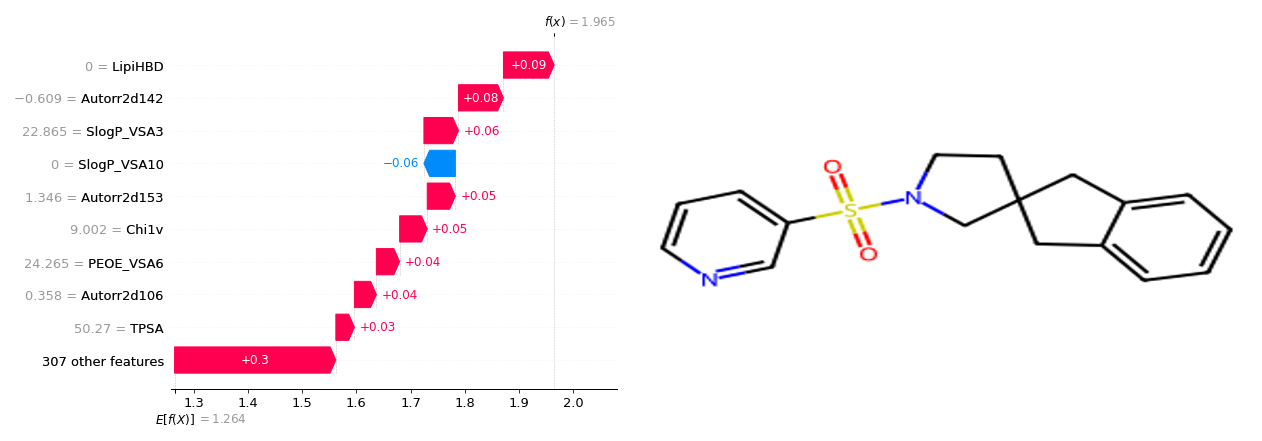 f(x) = 1.965
0 = LipiHBD
+0.09
−0.609 = Autorr2d142
+0.08
22.865 = SlogP_VSA3
+0.06
0 = SlogP_VSA10
−0.06
1.346 = Autorr2d153
+0.05
9.002 = Chi1v
+0.05
24.265 = PEOE_VSA6
+0.04
0.358 = Autorr2d106
+0.04
50.27 = TPSA
+0.03
307 other features
+0.3
1.3 1.4 1.5 1.6 1.7 1.8 1.9 2.0
E[f(X)] = 1.264
O
S
N
O
N